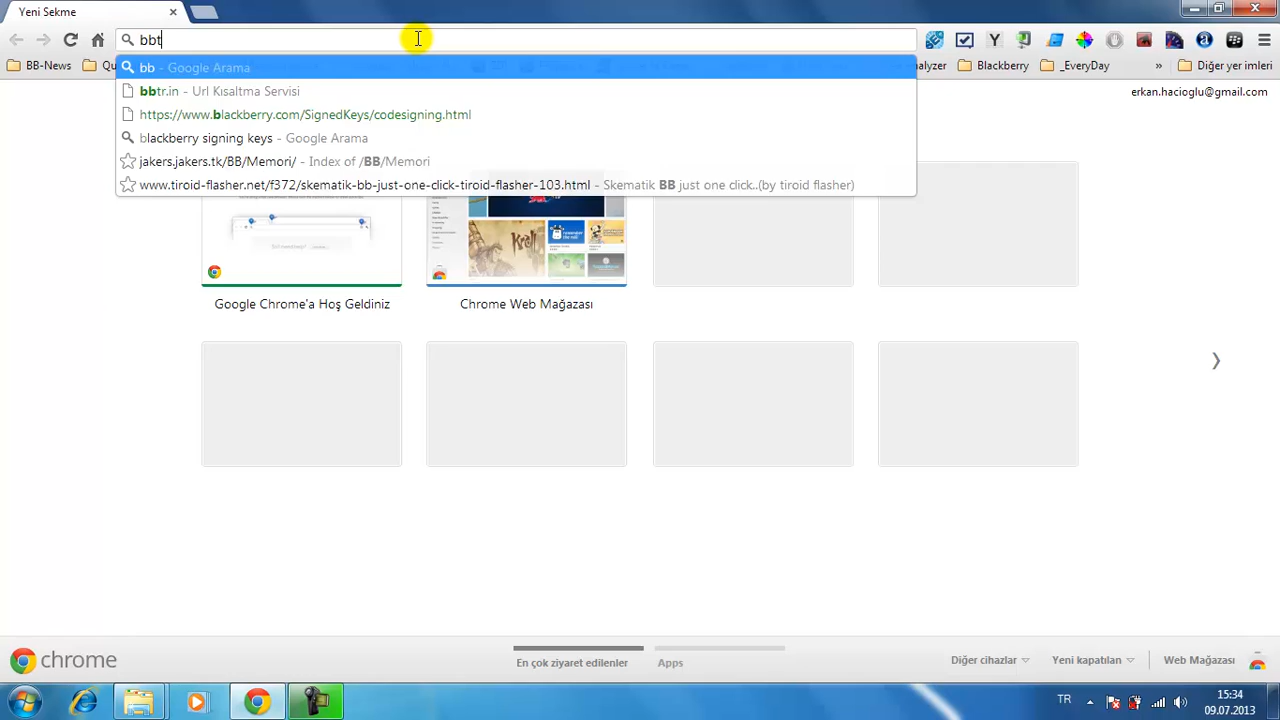 Yeni Sekme
bbt
BB-News
Qu
nalyzer
Blackberry
_EveryDay
»
Diğer yer imleri
bb - Google Arama
bbtr.in - Url Kısaltma Servisi
https://www.blackberry.com/SignedKeys/codesigning.html
blackberry signing keys - Google Arama
jakers.jakers.tk/BB/Memori/ - Index of /BB/Memori
www.tiroid-flasher.net/f372/skematik-bb-just-one-click-tiroid-flasher-103.html - Skematik BB just one click..(by tiroid flasher)
erkan.hacioglu@gmail.com
Krell
Google Chrome'a Hoş Geldiniz
Chrome Web Mağazası
chrome
En çok ziyaret edilenler
Apps
Diğer cihazlar
Yeni kapatılan
Web Mağazası
TR
15:34
09.07.2013